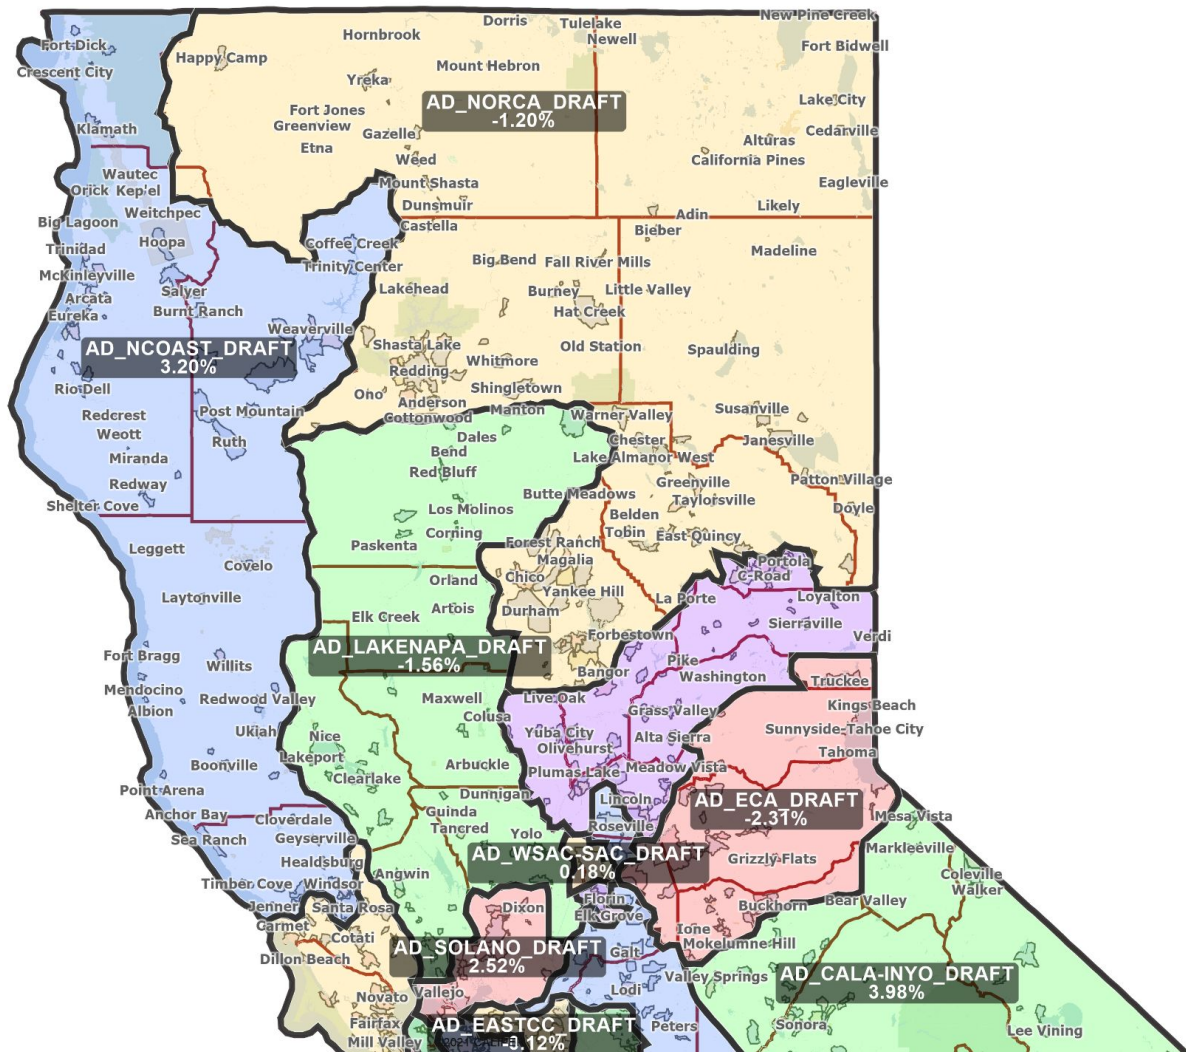 Dorris
Tulelake
New Pine Creek
Fort Dick
Hornbrook
Newell
Fort Bidwell
Happy Camp
Mount Hebron
Crescent City
Yreka
AD_NORCA_DRAFT
-1.20%
Lake City
Fort Jones
Greenview
Gazelle
Klamath
Cedarville
Etna
Alturas
Weed
California Pines
Wautec
Orick
Kep'el
Mount Shasta
Eagleville
Dunsmuir
Likely
Weitchpec
Adin
Big Lagoon
Castella
Bieber
Hoopa
Coffee Creek
Trinidad
Madeline
Trinity Center
Big Bend
Fall River Mills
McKinleyville
Lakehead
Salyer
Burney
Little Valley
Arcata
Burnt Ranch
Hat Creek
Eureka
Weaverville
AD_NCOAST_DRAFT
3.20%
Shasta Lake
Old Station
Spaulding
Whitmore
Redding
Rio Dell
Shingletown
Oho
Anderson
Post Mountain
Manton
Susanville
Redcrest
Cottonwood
Warner Valley
Weott
Dales
Ruth
Chester
Janesville
Bend
Miranda
Lake Almanor West
Red Bluff
Redway
Greenville
Patton Village
Butte Meadows
Taylorsville
Shelter Cove
Los Molinos
Belden
Doyle
Corning
Tobin
East Quincy
Leggett
Paskenta
Forest Ranch
Covelo
Magalia
Portola
Orland
Chico
C-Road
Laytonville
Yankee Hill
La Porte
Loyalton
Elk Creek
Artois
Durham
Sierraville
Forbestown
Verdi
AD_LAKENAPA_DRAFT
-1.56%
Fort Bragg
Willits
Pike
Bangor
Washington
Truckee
Mendocino
Redwood Valley
Maxwell
Live Oak
Albion
Colusa
Grass Valley
Kings Beach
Ukiah
Nice
Yuba City
Alta Sierra
Sunnyside-Tahoe City
Olivehurst
Tahoma
Boonville
Lakeport
Arbuckle
Clearlake
Plumas Lake
Meadow Vista
Point Arena
Dunnigan
Lincoln
AD_ECA_DRAFT
-2.31%
Anchor Bay
Cloverdale
Guinda
Mesa Vista
Tancred
Roseville
Sea Ranch
Geyserville
Yolo
Markleeville
AD_WSAC-SAC_DRAFT
0.18%
Healdsburg
Grizzly Flats
Angwin
Coleville
Timber Cove
Windsor
Walker
Florin
Bear Valley
Jenner
Santa Rosa
Dixon
Buckhorn
Elk Grove
Carmet
Ione
Cotati
Mokelumne Hill
AD_SOLANO_DRAFT
2.52%
Galt
Dillon Beach
Valley Springs
AD_CALA-INYO_DRAFT
3.98%
Novato
Vallejo
Lodi
Fairfax
AD_EASTCC_DRAFT
Peters
Sonora
Lee Vining
Mill Valley